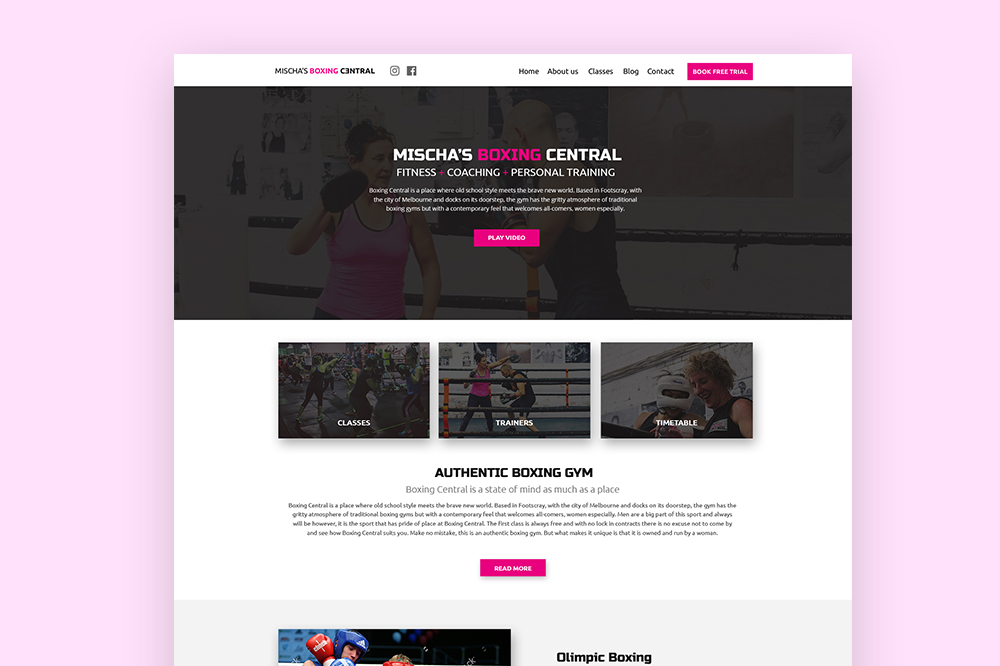 MISCHA'S BOXING CƎNTRAL
Home About us Classes Blog Contact BOOK FREE TRIAL
MISCHA'S BOXING CENTRAL
FITNESS + COACHING + PERSONAL TRAINING
Boxing Central is a place where old school style meets the brave new world. Based in Footscray, with
the city of Melbourne and docks on its doorstep, the gym has the gritty atmosphere of traditional
boxing gyms but with a contemporary feel that welcomes all-comers, women especially.
PLAY VIDEO
CLASSES TRAINERS TIMETABLE
AUTHENTIC BOXING GYM
Boxing Central is a state of mind as much as a place
Boxing Central is a place where old school style meets the brave new world. Based in Footscray, with the city of Melbourne and docks on its doorstep, the gym has the
gritty atmosphere of traditional boxing gyms but with a contemporary feel that welcomes all-comers, women especially. Men are a big part of this sport and always
will be however, it is the sport that has pride of place at Boxing Central. The first class is always free and with no lock in contracts there is no excuse not to come by
and see how Boxing Central suits you. Make no mistake, this is an authentic boxing gym. But what makes it unique is that it is owned and run by a woman.
READ MORE
Olimpic Boxing